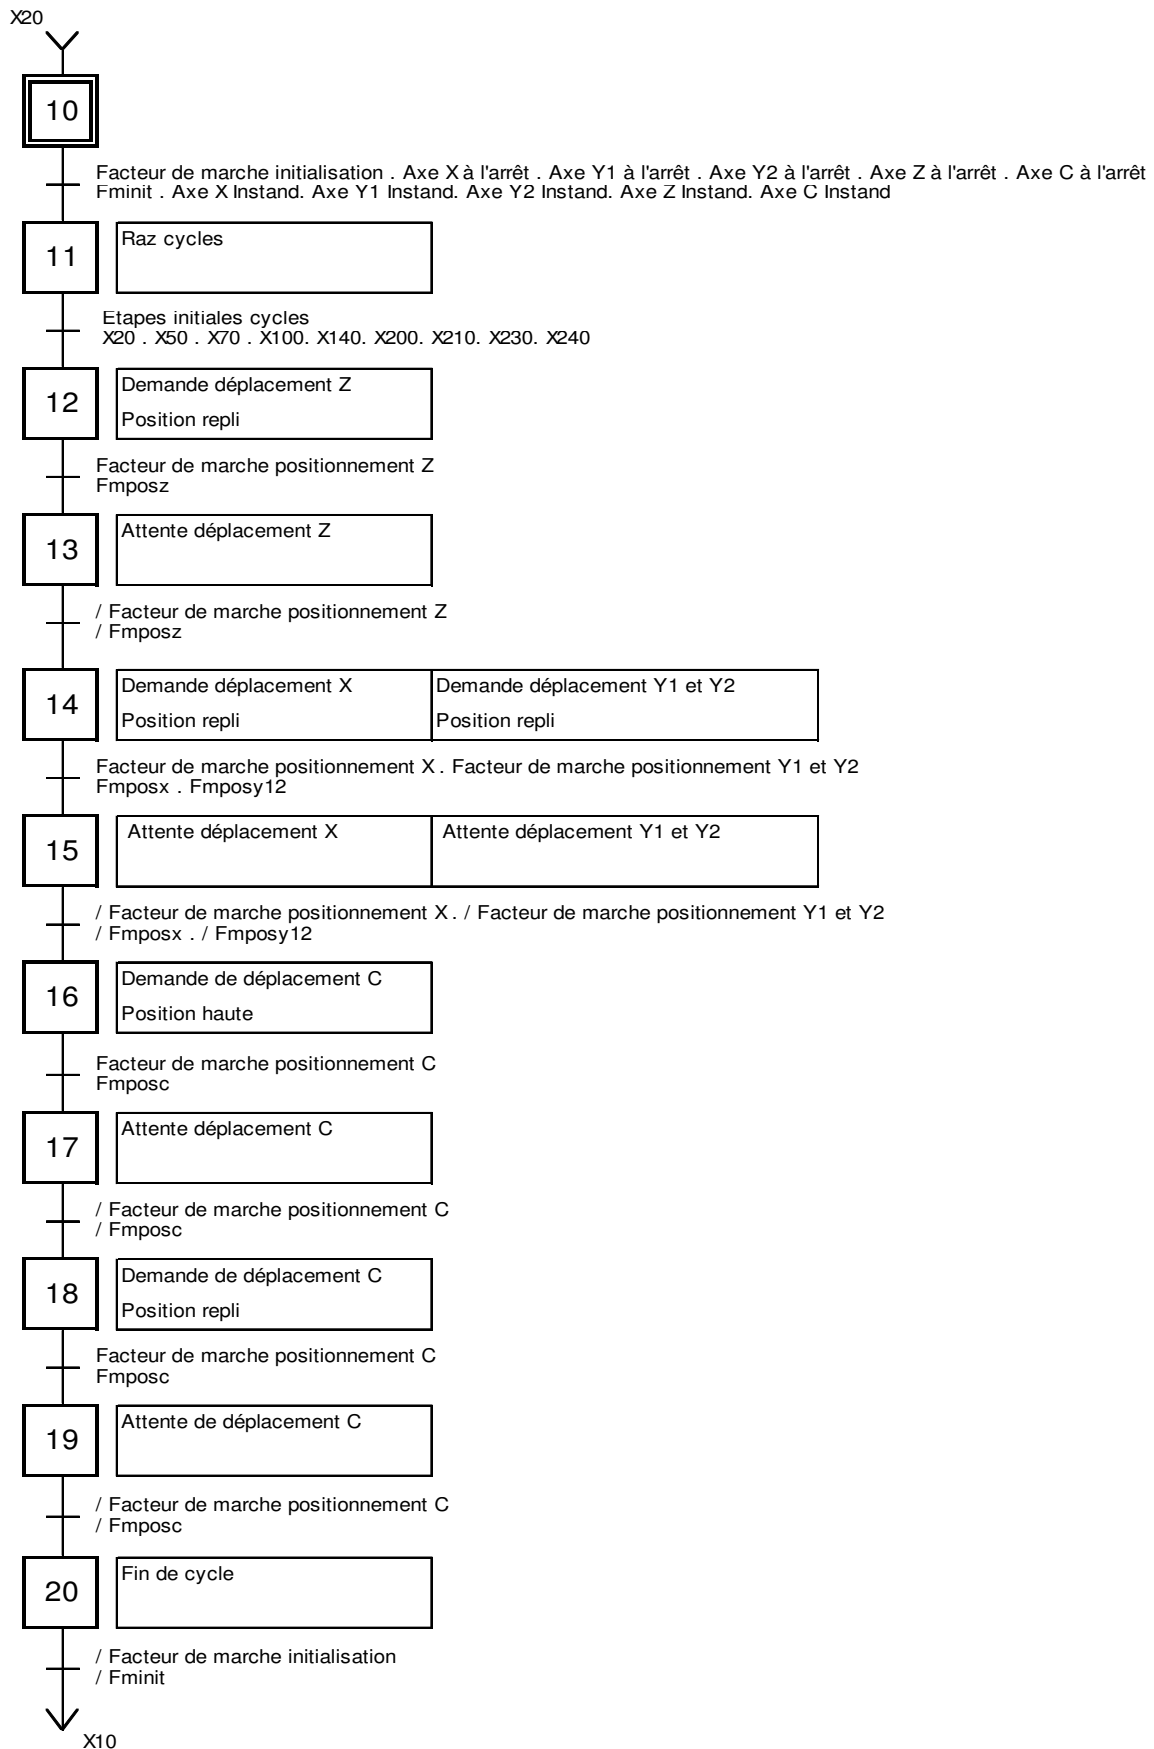 X20
10
Facteur de marche initialisation . Axe X à l'arrêt . Axe Y1 à l'arrêt . Axe Y2 à l'arrêt . Axe Z à l'arrêt . Axe C à l'arrêt
Fminit . Axe X Instand. Axe Y1 Instand. Axe Y2 Instand. Axe Z Instand. Axe C Instand
11
Raz cycles
Etapes initiales cycles
X20 . X50 . X70 . X100. X140. X200. X210. X230. X240
12
Demande déplacement Z
Position repli
Facteur de marche positionnement Z
Fmposz
13
Attente déplacement Z
/ Facteur de marche positionnement Z
/ Fmposz
14
Demande déplacement X
Position repli
Demande déplacement Y1 et Y2
Position repli
Facteur de marche positionnement X . Facteur de marche positionnement Y1 et Y2
Fmposx . Fmposy12
15
Attente déplacement X
Attente déplacement Y1 et Y2
/ Facteur de marche positionnement X . / Facteur de marche positionnement Y1 et Y2
/ Fmposx . / Fmposy12
16
Demande de déplacement C
Position haute
Facteur de marche positionnement C
Fmposc
17
Attente déplacement C
/ Facteur de marche positionnement C
/ Fmposc
18
Demande de déplacement C
Position repli
Facteur de marche positionnement C
Fmposc
19
Attente de déplacement C
/ Facteur de marche positionnement C
/ Fmposc
20
Fin de cycle
/ Facteur de marche initialisation
/ Fminit
X10